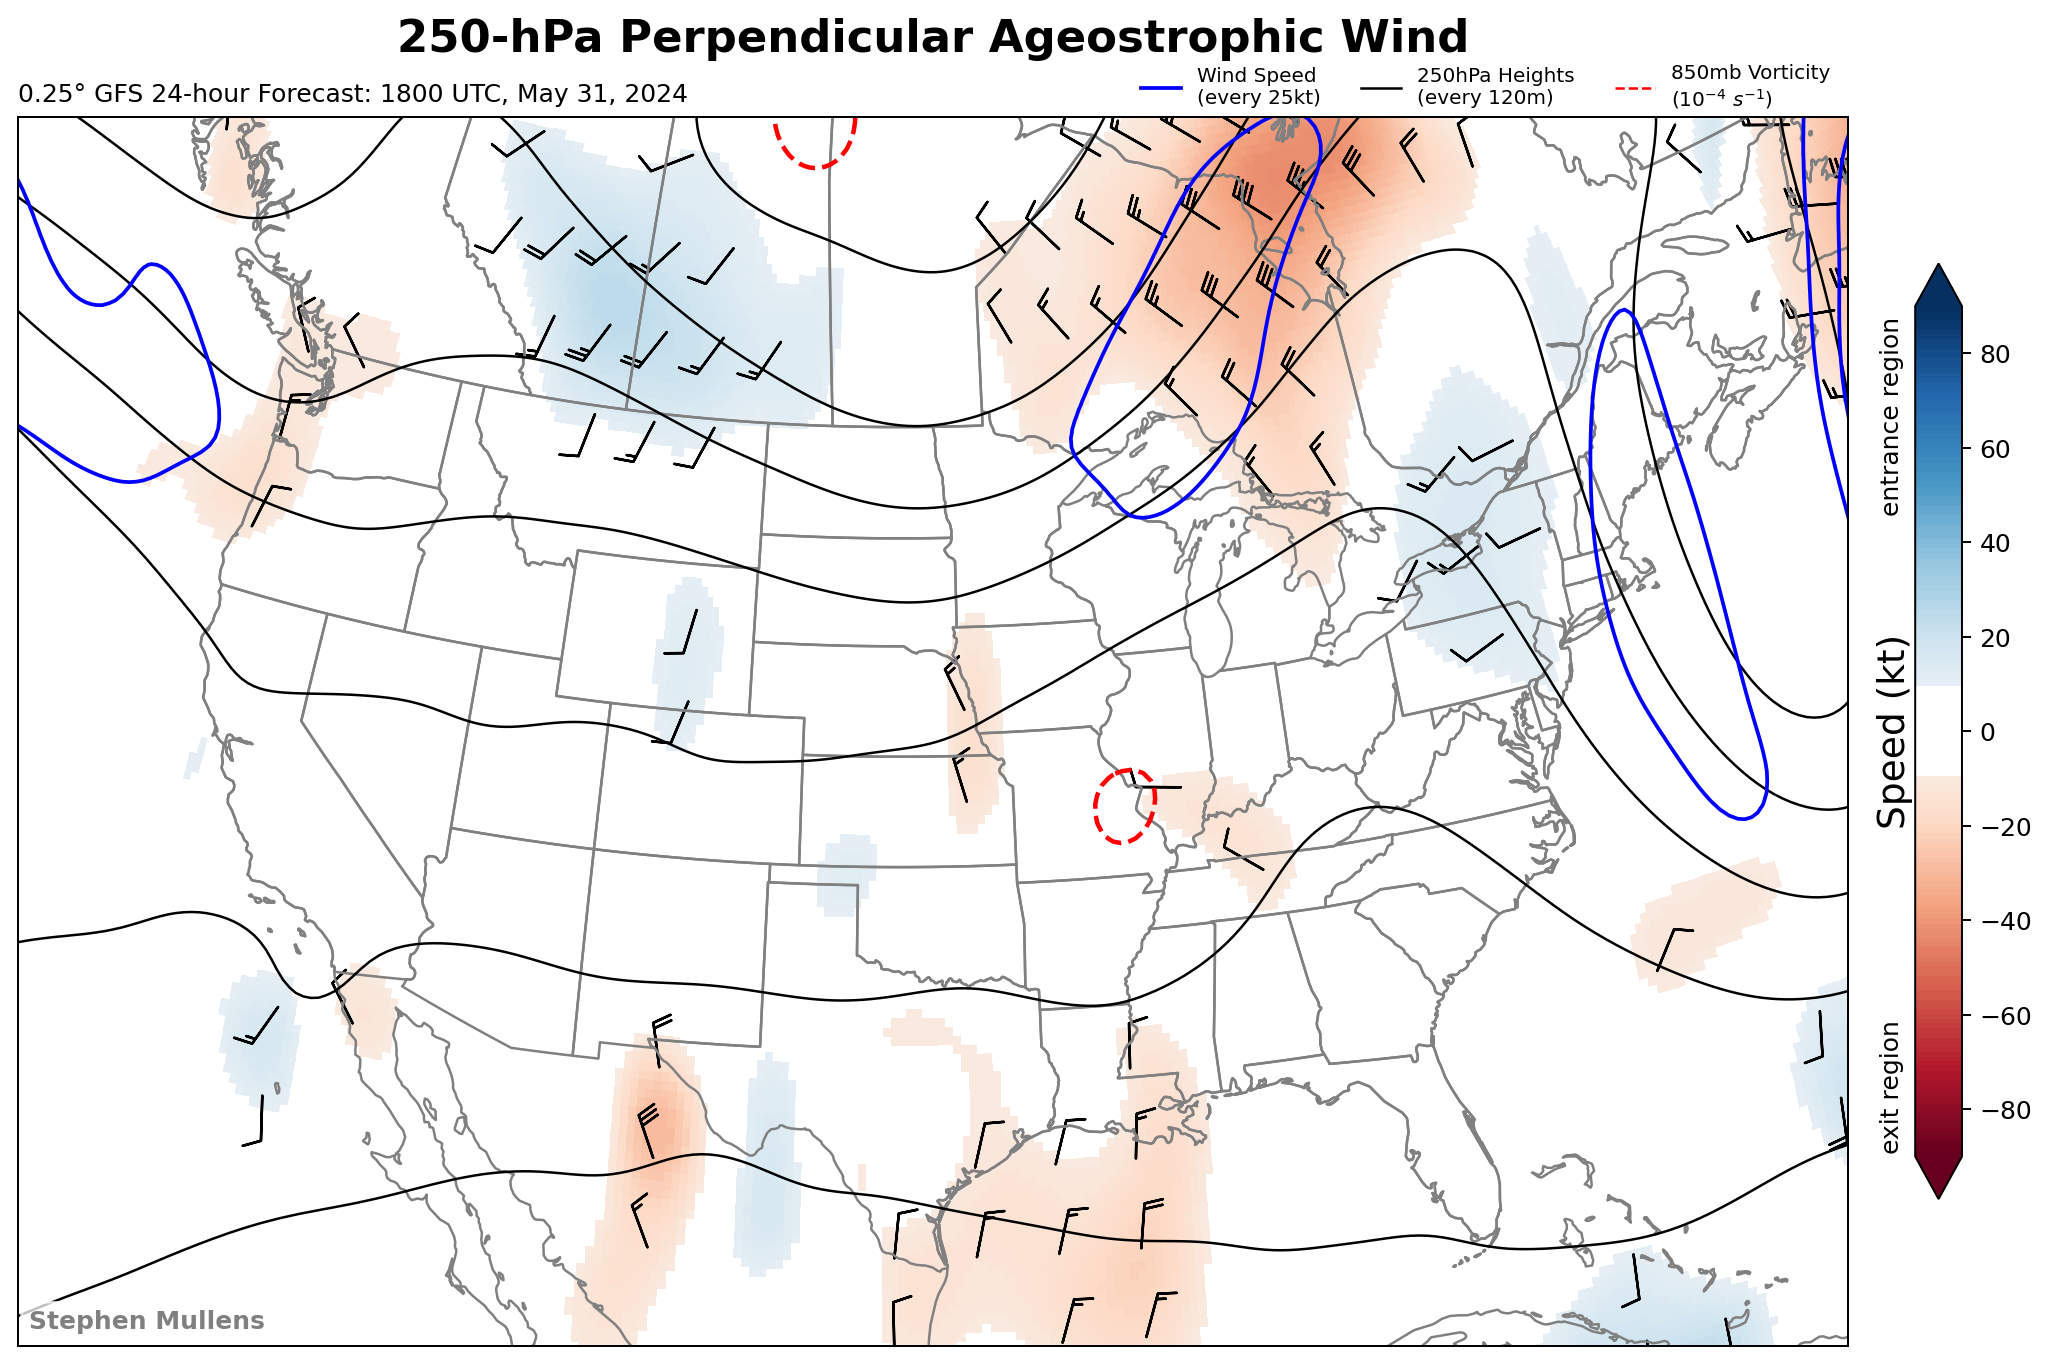 250-hPa Perpendicular Ageostrophic Wind
0.25° GFS 24-hour Forecast: 1800 UTC, May 31, 2024
Wind Speed
(every 25kt)
250hPa Heights
(every 120m)
850mb Vorticity
(10⁻⁴ s⁻¹)
entrance region
Speed (kt)
exit region
80
60
40
20
0
−20
−40
−60
−80
Stephen Mullens